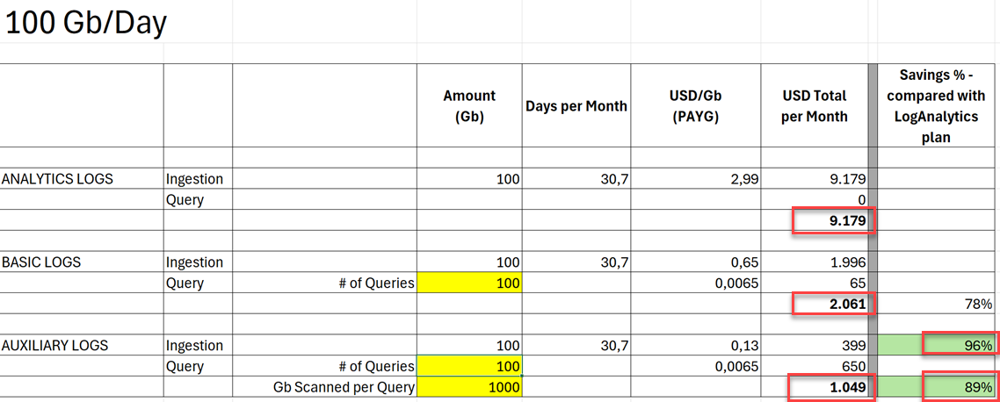 100 Gb/Day
Amount (Gb) Days per Month USD/Gb (PAYG) USD Total per Month Savings % - compared with LogAnalytics plan
ANALYTICS LOGS Ingestion 100 30,7 2,99 9.179
Query 0
9.179
BASIC LOGS Ingestion 100 30,7 0,65 1.996
Query # of Queries 100 0,0065 65
2.061 78%
AUXILIARY LOGS Ingestion 100 30,7 0,13 399 96%
Query # of Queries 100 0,0065 650
Gb Scanned per Query 1000 1.049 89%